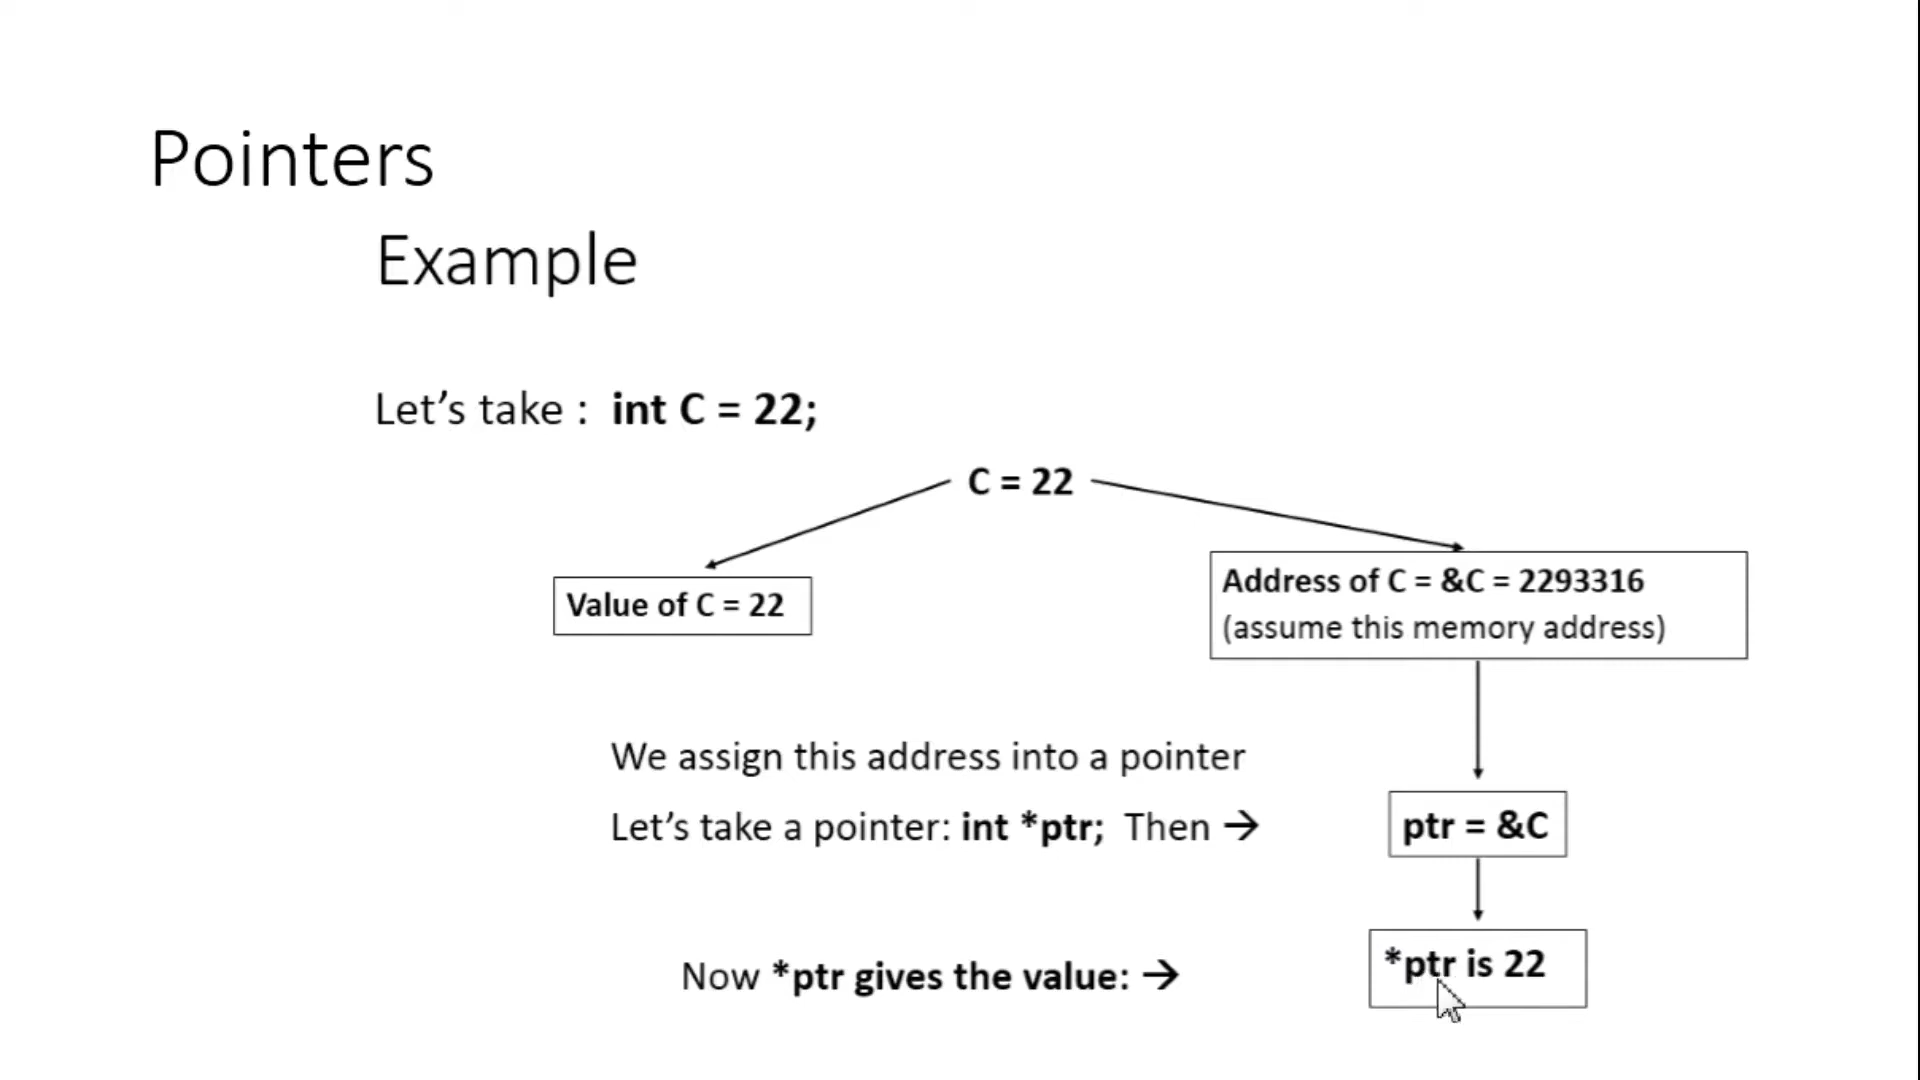 Pointers
Example
Let’s take : int C = 22;
C = 22
Value of C = 22
Address of C = &C = 2293316
(assume this memory address)
We assign this address into a pointer
Let’s take a pointer: int *ptr; Then →
ptr = &C
Now *ptr gives the value: →
*ptr is 22